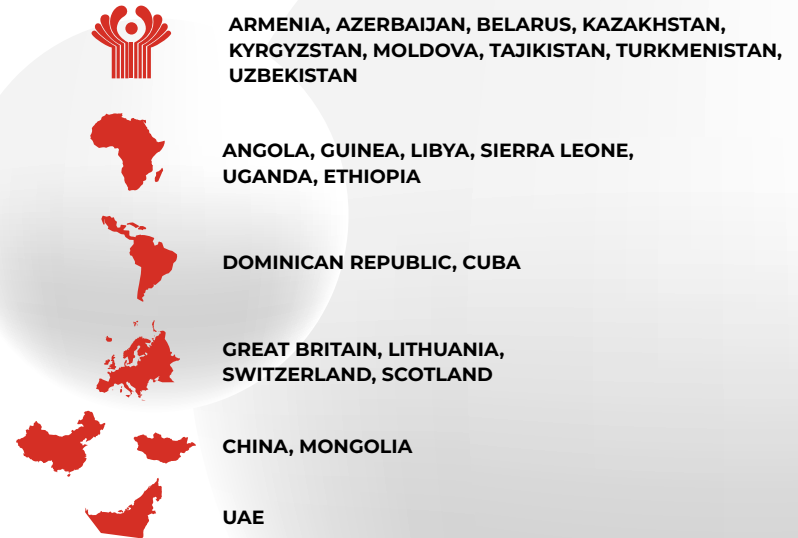 ARMENIA, AZERBAIJAN, BELARUS, KAZAKHSTAN,
KYRGYZSTAN, MOLDOVA, TAJIKISTAN, TURKMENISTAN,
UZBEKISTAN
ANGOLA, GUINEA, LIBYA, SIERRA LEONE,
UGANDA, ETHIOPIA
DOMINICAN REPUBLIC, CUBA
GREAT BRITAIN, LITHUANIA,
SWITZERLAND, SCOTLAND
CHINA, MONGOLIA
UAE